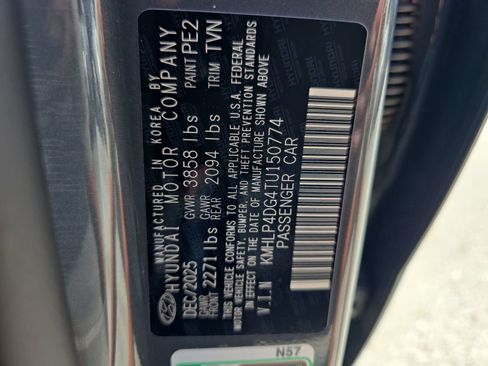 MANUFACTURED IN KOREA BY
HYUNDAI MOTOR COMPANY
DEC/2025 GVWR 3858 lbs PAINT PE2
GAWR FRONT 2271 lbs GAWR REAR 2094 lbs TRIM TVN
THIS VEHICLE CONFORMS TO ALL APPLICABLE U.S.A. FEDERAL
MOTOR VEHICLE SAFETY, BUMPER, AND THEFT PREVENTION STANDARDS
IN EFFECT ON THE DATE OF MANUFACTURE SHOWN ABOVE
V.I.N KMHLP4DG4TU150774
PASSENGER CAR
N57